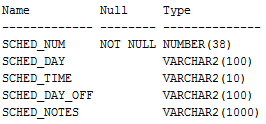 Name Null Type
------------- -------- --------------
SCHED_NUM NOT NULL NUMBER(38)
SCHED_DAY VARCHAR2(100)
SCHED_TIME VARCHAR2(10)
SCHED_DAY_OFF VARCHAR2(100)
SCHED_NOTES VARCHAR2(1000)